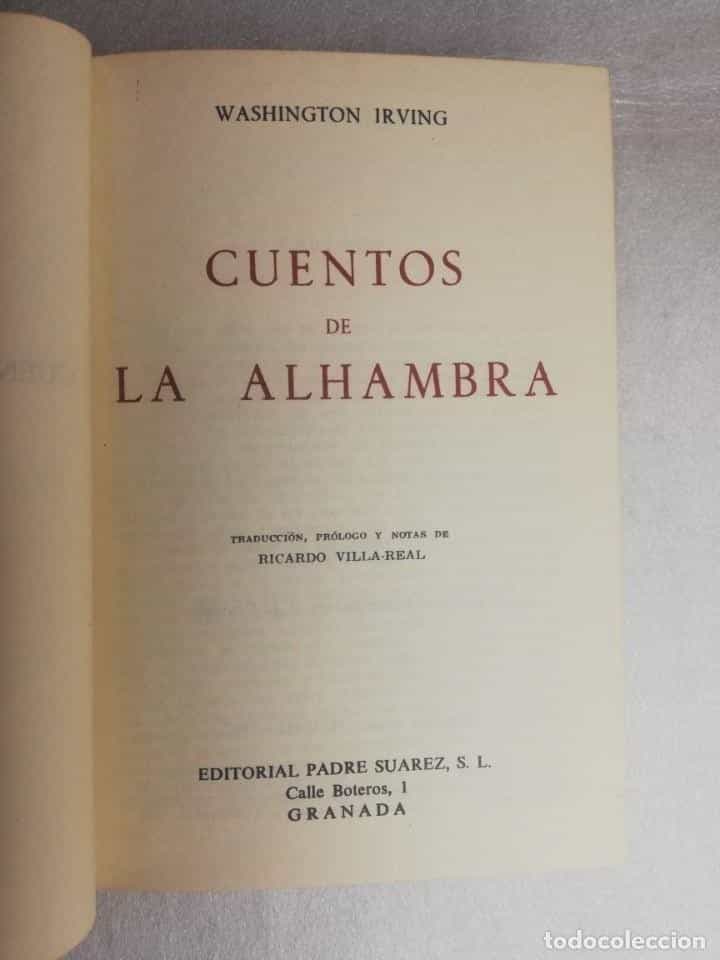 WASHINGTON IRVING
CUENTOS
DE
LA ALHAMBRA
TRADUCCIÓN, PRÓLOGO Y NOTAS DE
RICARDO VILLA-REAL
EDITORIAL PADRE SUAREZ, S. L.
Calle Boteros, 1
GRANADA
todocoleccion